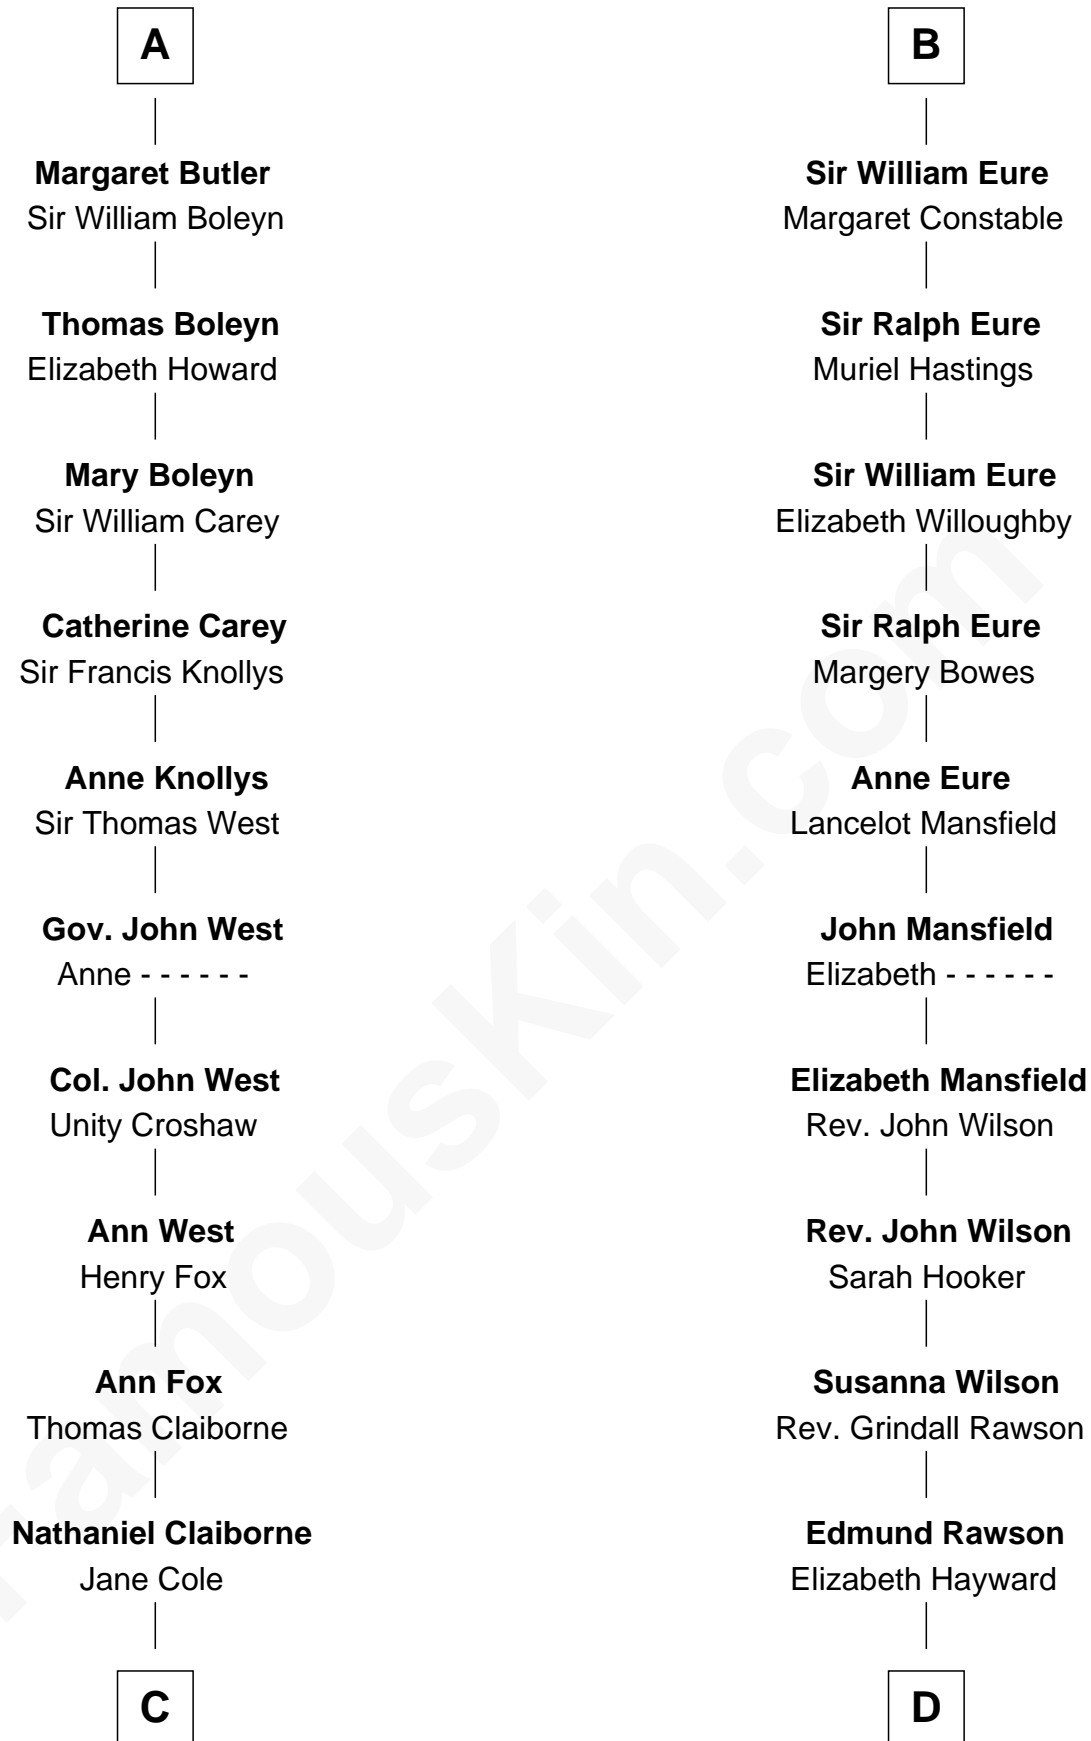 A
Margaret Butler
Sir William Boleyn
Thomas Boleyn
Elizabeth Howard
Mary Boleyn
Sir William Carey
Catherine Carey
Sir Francis Knollys
Anne Knollys
Sir Thomas West
Gov. John West
Anne - - - - - -
Col. John West
Unity Croshaw
Ann West
Henry Fox
Ann Fox
Thomas Claiborne
Nathaniel Claiborne
Jane Cole
C
B
Sir William Eure
Margaret Constable
Sir Ralph Eure
Muriel Hastings
Sir William Eure
Elizabeth Willoughby
Sir Ralph Eure
Margery Bowes
Anne Eure
Lancelot Mansfield
John Mansfield
Elizabeth - - - - - -
Elizabeth Mansfield
Rev. John Wilson
Rev. John Wilson
Sarah Hooker
Susanna Wilson
Rev. Grindall Rawson
Edmund Rawson
Elizabeth Hayward
D
FamousKin.com